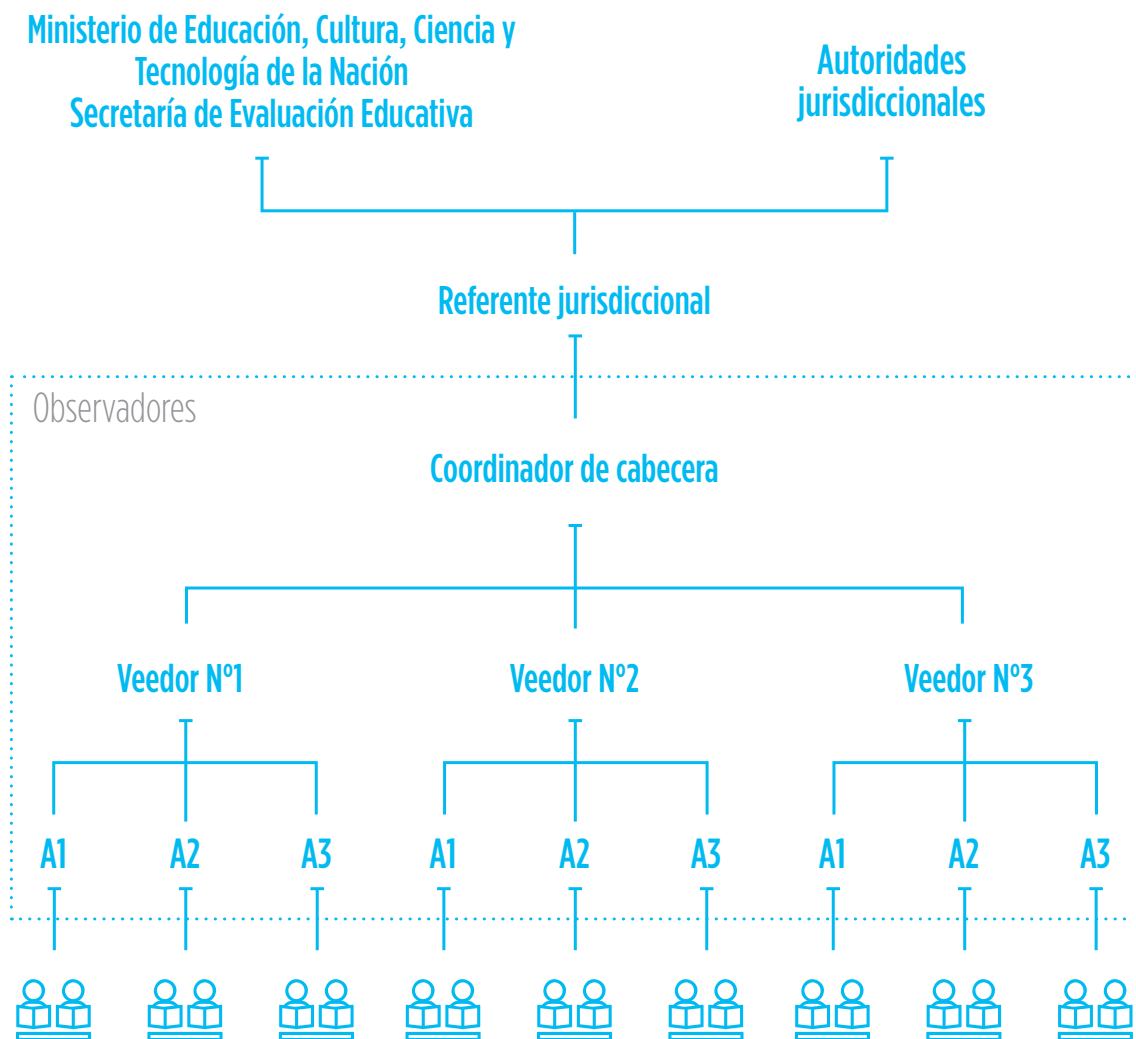 Ministerio de Educación, Cultura, Ciencia y
Tecnología de la Nación
Secretaría de Evaluación Educativa
Autoridades
jurisdiccionales
Referente jurisdiccional
Observadores
Coordinador de cabecera
Veedor Nº1
Veedor Nº2
Veedor Nº3
A1
A2
A3
A1
A2
A3
A1
A2
A3